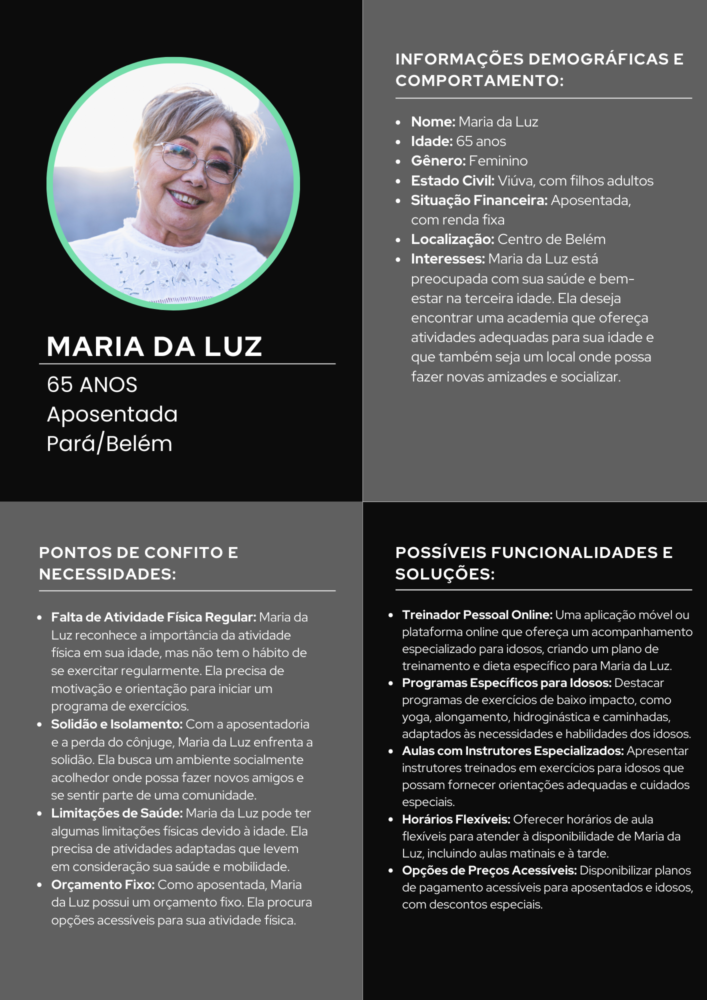 MARIA DA LUZ
65 ANOS
Aposentada
Pará/Belém
INFORMAÇÕES DEMOGRÁFICAS E
COMPORTAMENTO:
• Nome: Maria da Luz
• Idade: 65 anos
• Gênero: Feminino
• Estado Civil: Viúva, com filhos adultos
• Situação Financeira: Aposentada,
com renda fixa
• Localização: Centro de Belém
• Interesses: Maria da Luz está
preocupada com sua saúde e bem-
estar na terceira idade. Ela deseja
encontrar uma academia que ofereça
atividades adequadas para sua idade e
que também seja um local onde possa
fazer novas amizades e socializar.
PONTOS DE CONFITO E
NECESSIDADES:
• Falta de Atividade Física Regular: Maria da
Luz reconhece a importância da atividade
física em sua idade, mas não tem o hábito de
se exercitar regularmente. Ela precisa de
motivação e orientação para iniciar um
programa de exercícios.
• Solidão e Isolamento: Com a aposentadoria
e a perda do cônjuge, Maria da Luz enfrenta a
solidão. Ela busca um ambiente socialmente
acolhedor onde possa fazer novos amigos e
se sentir parte de uma comunidade.
• Limitações de Saúde: Maria da Luz pode ter
algumas limitações físicas devido à idade. Ela
precisa de atividades adaptadas que levem
em consideração sua saúde e mobilidade.
• Orçamento Fixo: Como aposentada, Maria
da Luz possui um orçamento fixo. Ela procura
opções acessíveis para sua atividade física.
POSSÍVEIS FUNCIONALIDADES E
SOLUÇÕES:
• Treinador Pessoal Online: Uma aplicação móvel ou
plataforma online que ofereça um acompanhamento
especializado para idosos, criando um plano de
treinamento e dieta específico para Maria da Luz.
• Programas Específicos para Idosos: Destacar
programas de exercícios de baixo impacto, como
yoga, alongamento, hidroginástica e caminhadas,
adaptados às necessidades e habilidades dos idosos.
• Aulas com Instrutores Especializados: Apresentar
instrutores treinados em exercícios para idosos que
possam fornecer orientações adequadas e cuidados
especiais.
• Horários Flexíveis: Oferecer horários de aula
flexíveis para atender à disponibilidade de Maria da
Luz, incluindo aulas matinais e à tarde.
• Opções de Preços Acessíveis: Disponibilizar planos
de pagamento acessíveis para aposentados e idosos,
com descontos especiais.